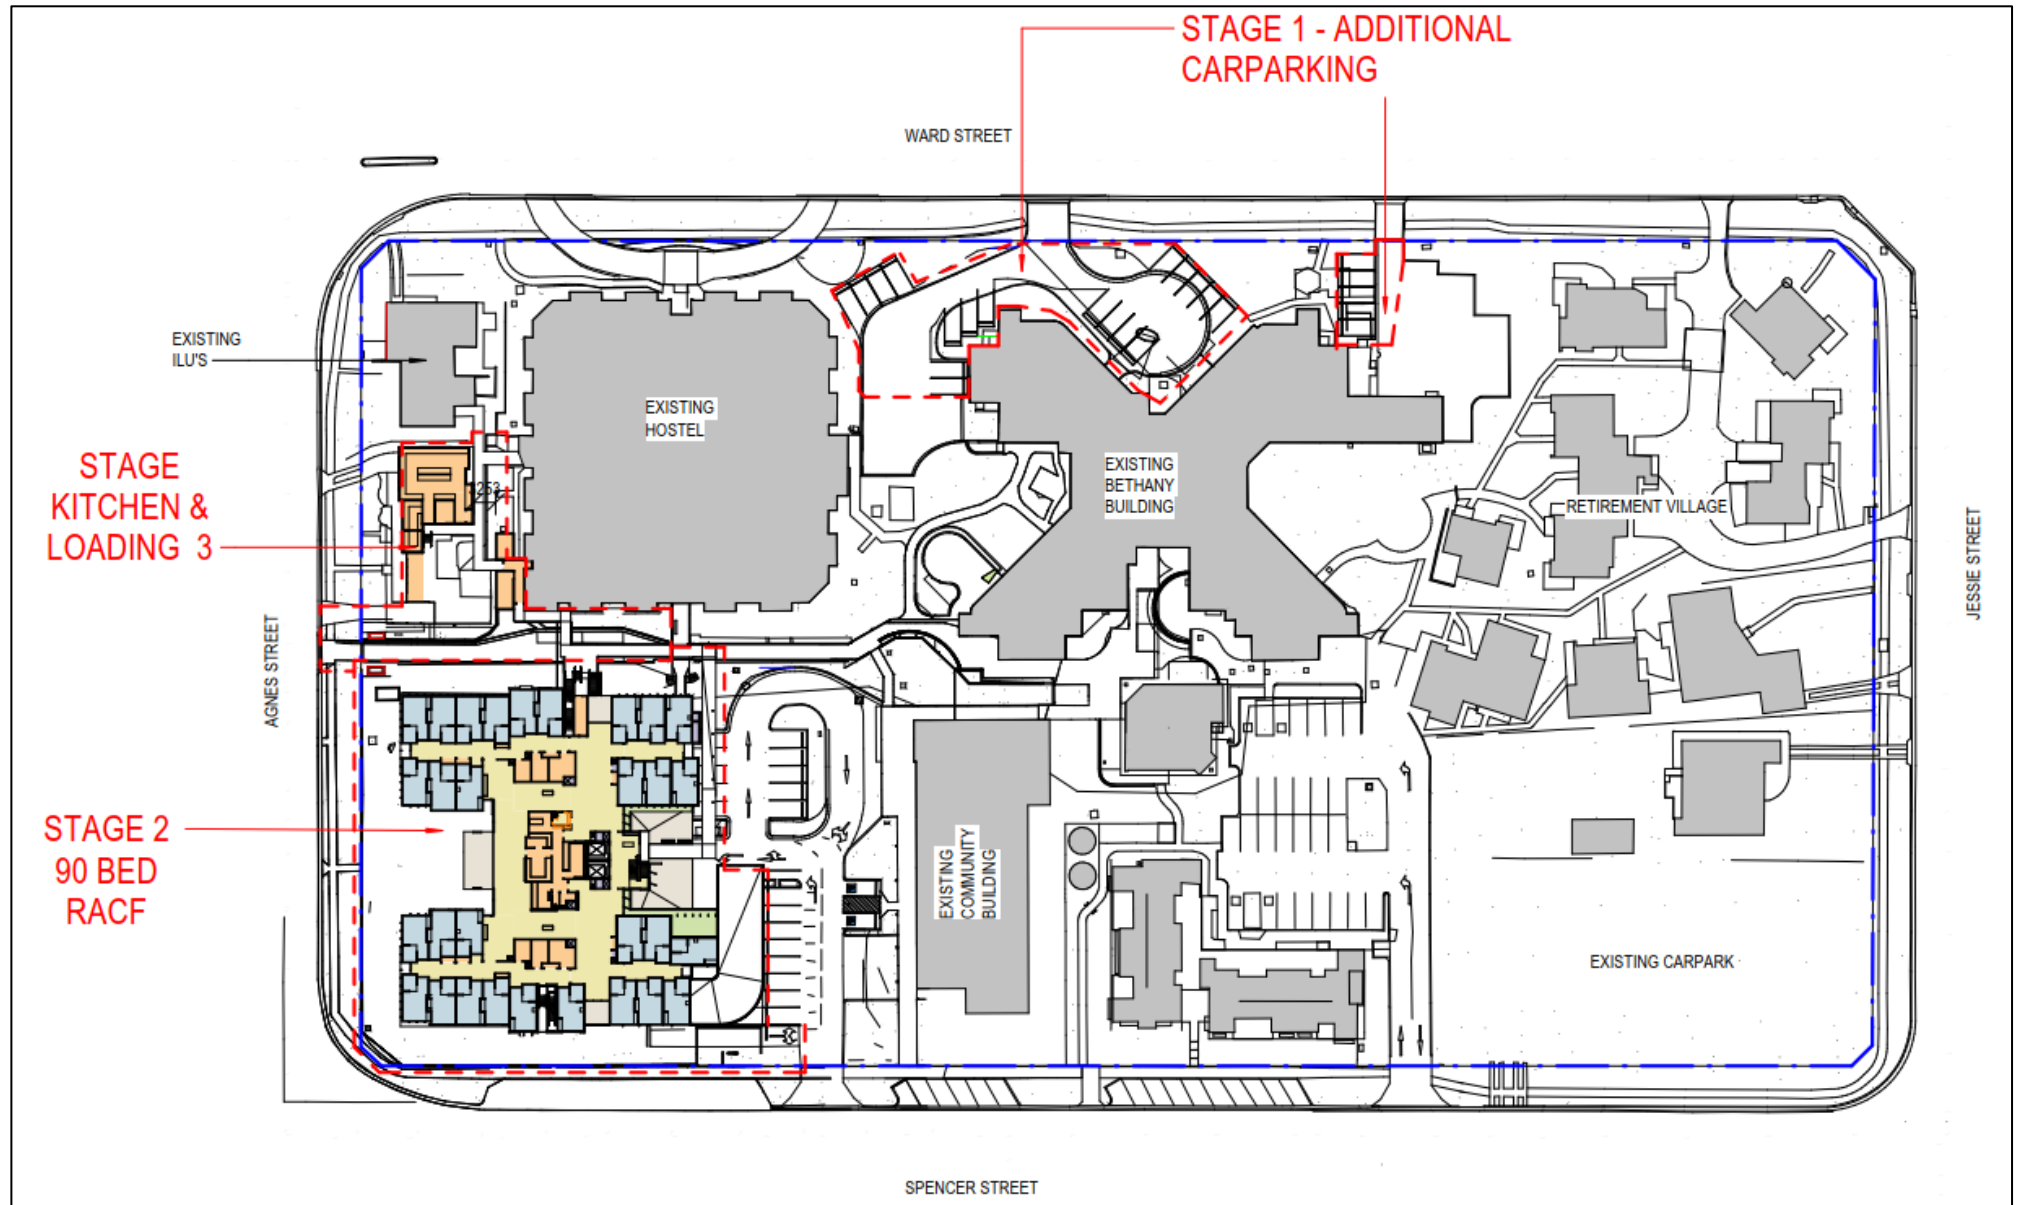 STAGE 1 - ADDITIONAL
CARPARKING
WARD STREET
EXISTING
ILU'S
EXISTING
HOSTEL
STAGE
KITCHEN &
LOADING 3
EXISTING
BETHANY
BUILDING
RETIREMENT VILLAGE
JESSIE STREET
AGNES STREET
STAGE 2
90 BED
RACF
EXISTING
COMMUNITY
BUILDING
EXISTING CARPARK
SPENCER STREET